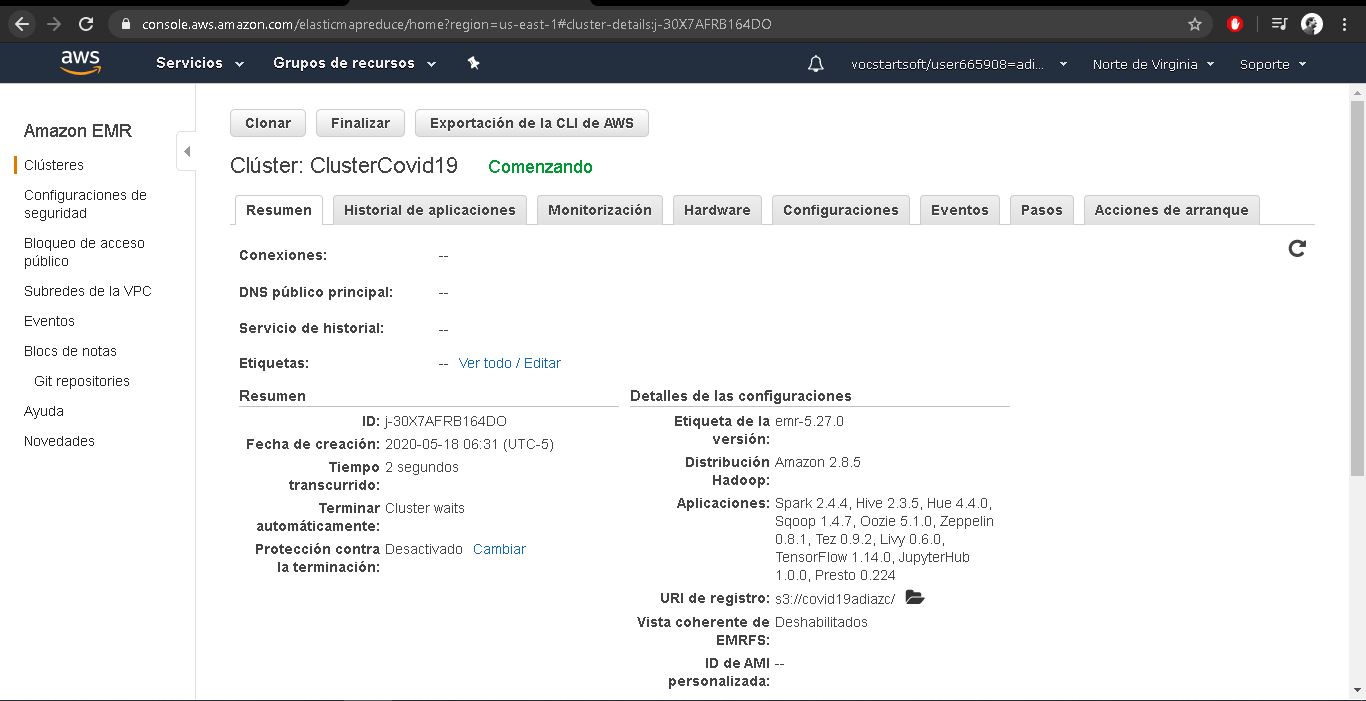 console.aws.amazon.com/elasticmapreduce/home?region=us-east-1#cluster-details:j-30X7AFRB164DO
aws
Servicios
Grupos de recursos
vocstartsoft/user665908=adi...
Norte de Virginia
Soporte
Amazon EMR
Clústeres
Configuraciones de
seguridad
Bloqueo de acceso
público
Subredes de la VPC
Eventos
Blocs de notas
Git repositories
Ayuda
Novedades
Clonar
Finalizar
Exportación de la CLI de AWS
Clúster: ClusterCovid19 Comenzando
Resumen
Historial de aplicaciones
Monitorización
Hardware
Configuraciones
Eventos
Pasos
Acciones de arranque
Conexiones: --
DNS público principal: --
Servicio de historial: --
Etiquetas: -- Ver todo / Editar
Resumen
ID: j-30X7AFRB164DO
Fecha de creación: 2020-05-18 06:31 (UTC-5)
Tiempo 2 segundos
transcurrido:
Terminar Cluster waits
automáticamente:
Protección contra Desactivado Cambiar
la terminación:
Detalles de las configuraciones
Etiqueta de la emr-5.27.0
versión:
Distribución Amazon 2.8.5
Hadoop:
Aplicaciones: Spark 2.4.4, Hive 2.3.5, Hue 4.4.0,
Sqoop 1.4.7, Oozie 5.1.0, Zeppelin
0.8.1, Tez 0.9.2, Livy 0.6.0,
TensorFlow 1.14.0, JupyterHub
1.0.0, Presto 0.224
URI de registro: s3://covid19adiazc/
Vista coherente de Deshabilitados
EMRFS:
ID de AMI --
personalizada: